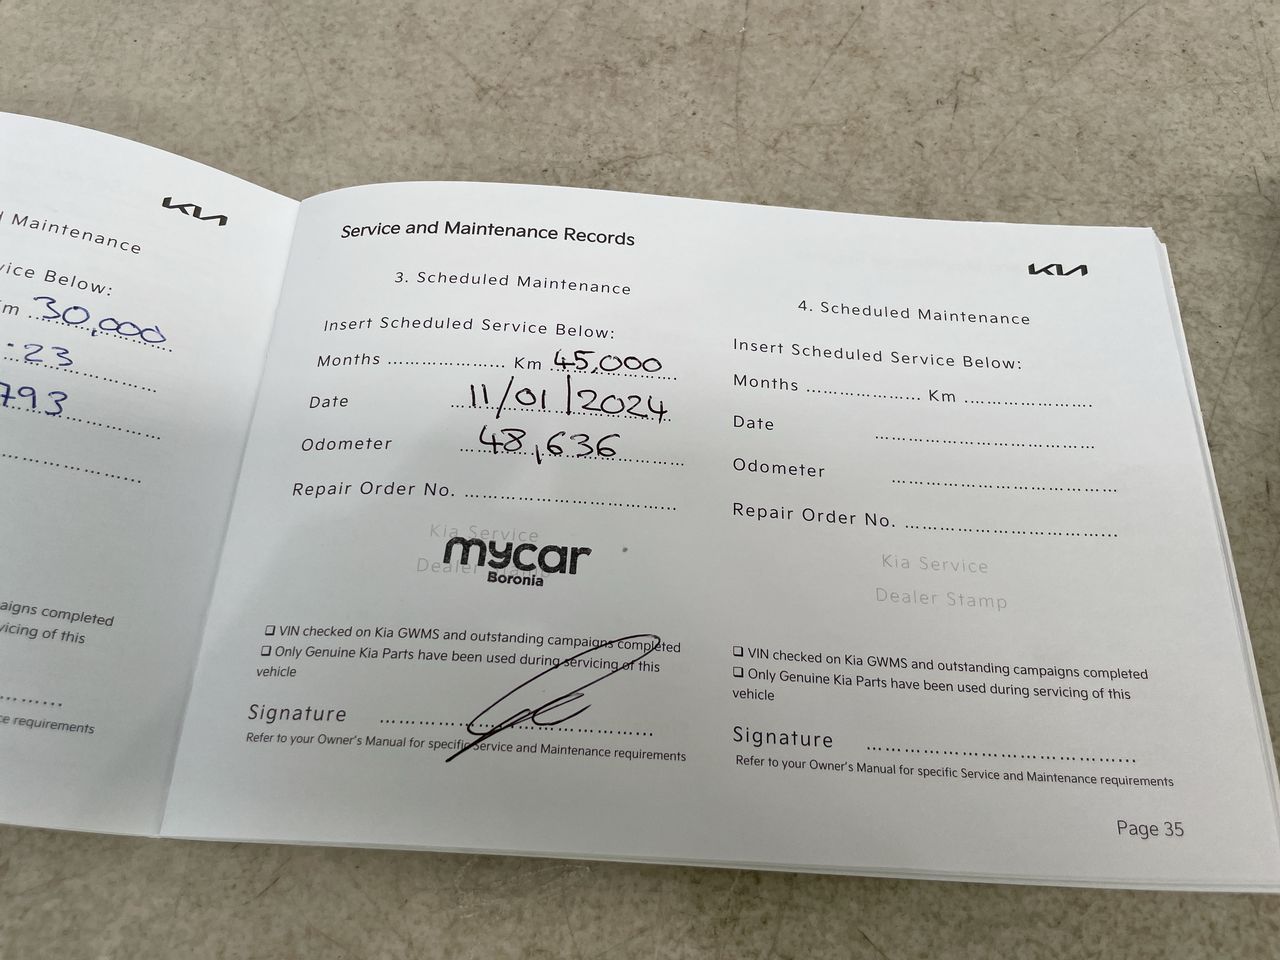 KIA
Maintenance
vice Below:
m 30,000
.23
793
aigns completed
vicing of this
e requirements
Service and Maintenance Records
KIA
3. Scheduled Maintenance
Insert Scheduled Service Below:
Months .................... Km 45,000
Date 11/01/2024
Odometer 48,636
Repair Order No. ....................................
Kia Service
Dealer Stamp
mycar
Boronia
❑ VIN checked on Kia GWMS and outstanding campaigns completed
❑ Only Genuine Kia Parts have been used during servicing of this
vehicle
Signature ..............................................
Refer to your Owner's Manual for specific Service and Maintenance requirements
4. Scheduled Maintenance
Insert Scheduled Service Below:
Months .................... Km ......................
Date ......................................
Odometer ......................................
Repair Order No. ....................................
Kia Service
Dealer Stamp
❑ VIN checked on Kia GWMS and outstanding campaigns completed
❑ Only Genuine Kia Parts have been used during servicing of this
vehicle
Signature ..............................................
Refer to your Owner's Manual for specific Service and Maintenance requirements
Page 35